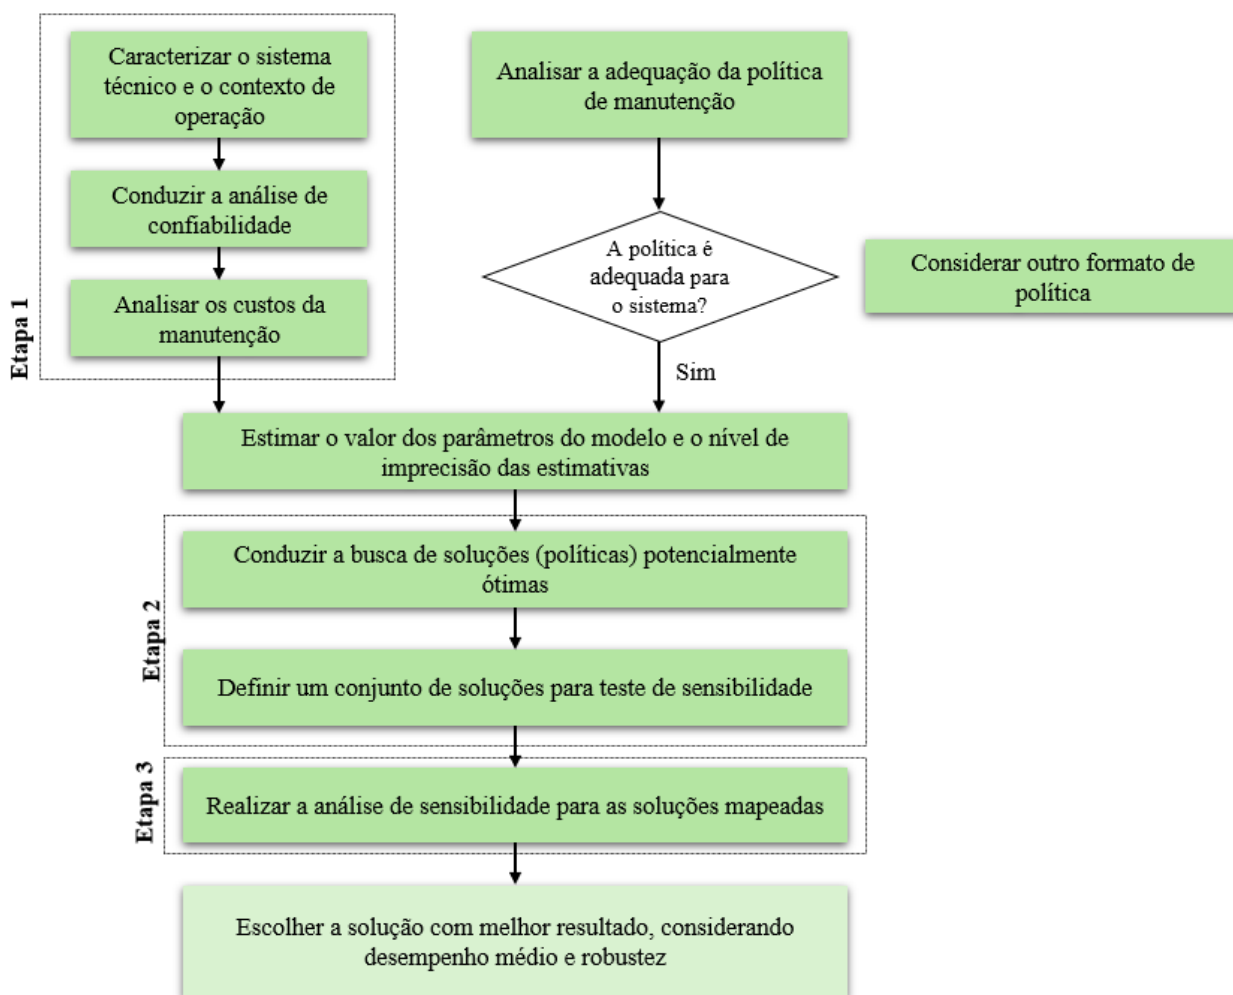 Caracterizar o sistema
técnico e o contexto de
operação
Conduzir a análise de
confiabilidade
Analisar os custos da
manutenção
Etapa 1
Analisar a adequação da política
de manutenção
A política é
adequada para
o sistema?
Considerar outro formato de
política
Sim
Estimar o valor dos parâmetros do modelo e o nível de
imprecisão das estimativas
Etapa 2
Conduzir a busca de soluções (políticas) potencialmente
ótimas
Definir um conjunto de soluções para teste de sensibilidade
Etapa 3
Realizar a análise de sensibilidade para as soluções mapeadas
Escolher a solução com melhor resultado, considerando
desempenho médio e robustez